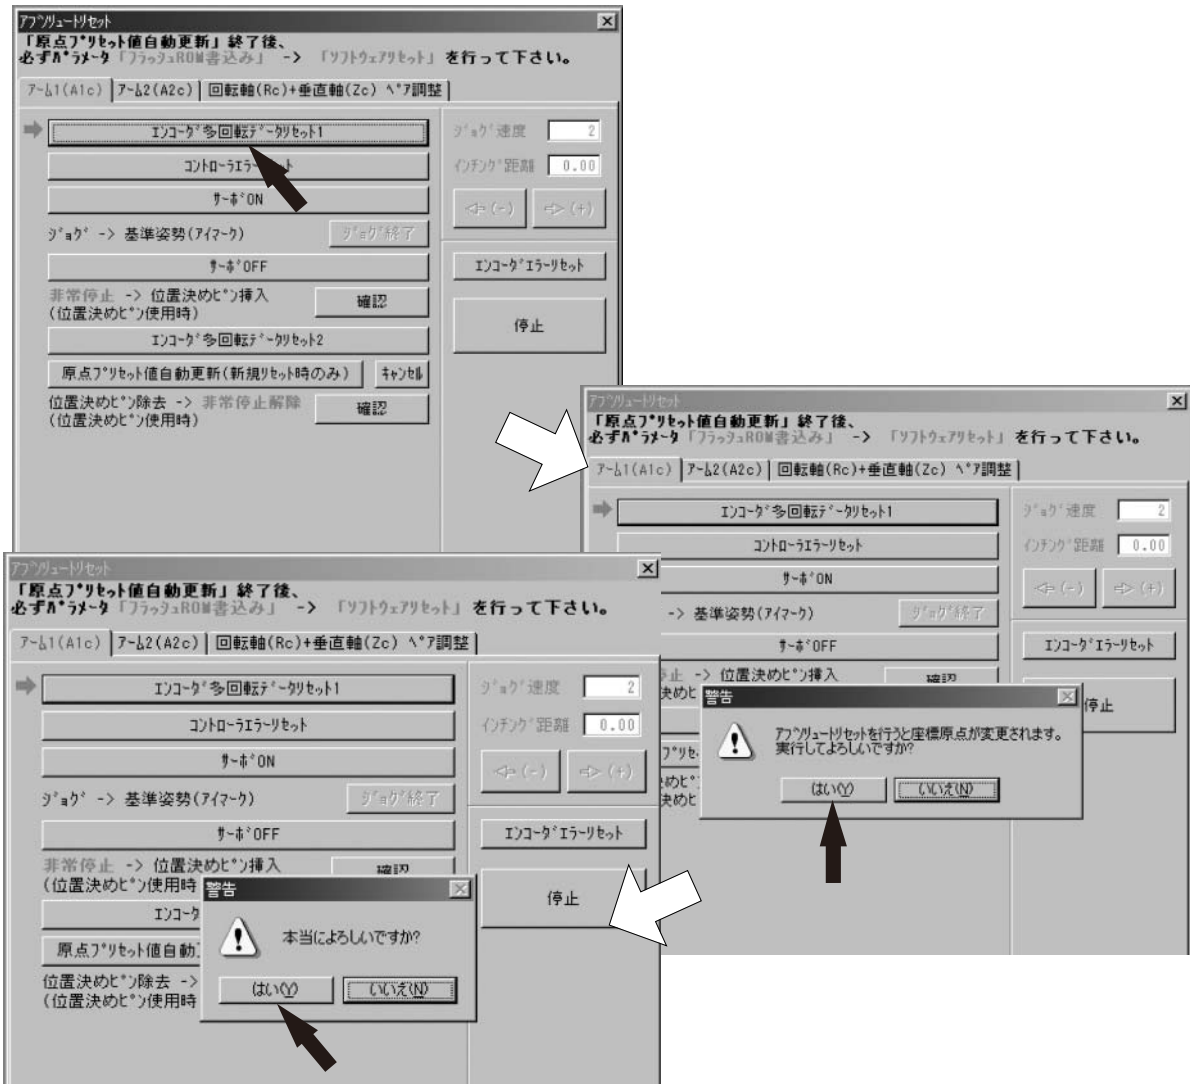 アブソリュートリセット
「原点プリセット値自動更新」終了後、
必ずパラメータ「フラッシュROM書込み」 -> 「ソフトウェアリセット」を行って下さい。
アーム1(A1c) アーム2(A2c) 回転軸(Rc)+垂直軸(Zc) ペア調整
エンコーダ多回転データリセット1
コントローラエラー
サーボON
ジョグ -> 基準姿勢(アイマーク) ジョグ終了
サーボOFF
非常停止 -> 位置決めピン挿入
(位置決めピン使用時) 確認
エンコーダ多回転データリセット2
原点プリセット値自動更新(新規リセット時のみ) キャンセル
位置決めピン除去 -> 非常停止解除
(位置決めピン使用時) 確認
ジョグ速度 2
インチング距離 0.00
(-) (+)
エンコーダエラーリセット
停止
アブソリュートリセット
「原点プリセット値自動更新」終了後、
必ずパラメータ「フラッシュROM書込み」 -> 「ソフトウェアリセット」を行って下さい。
アーム1(A1c) アーム2(A2c) 回転軸(Rc)+垂直軸(Zc) ペア調整
エンコーダ多回転データリセット1
コントローラエラーリセット
サーボON
-> 基準姿勢(アイマーク) ジョグ終了
サーボOFF
-> 位置決めピン挿入
確認
ジョグ速度 2
インチング距離 0.00
(-) (+)
エンコーダエラーリセット
停止
警告
アブソリュートリセットを行うと座標原点が変更されます。
実行してよろしいですか?
はい(Y) いいえ(N)
アブソリュートリセット
「原点プリセット値自動更新」終了後、
必ずパラメータ「フラッシュROM書込み」 -> 「ソフトウェアリセット」を行って下さい。
アーム1(A1c) アーム2(A2c) 回転軸(Rc)+垂直軸(Zc) ペア調整
エンコーダ多回転データリセット1
コントローラエラーリセット
サーボON
ジョグ -> 基準姿勢(アイマーク) ジョグ終了
サーボOFF
非常停止 -> 位置決めピン挿入
(位置決めピン使用時 確認
エンコーダ
原点プリセット値自動
位置決めピン除去 ->
(位置決めピン使用時
ジョグ速度 2
インチング距離 0.00
(-) (+)
エンコーダエラーリセット
停止
警告
本当によろしいですか?
はい(Y) いいえ(N)